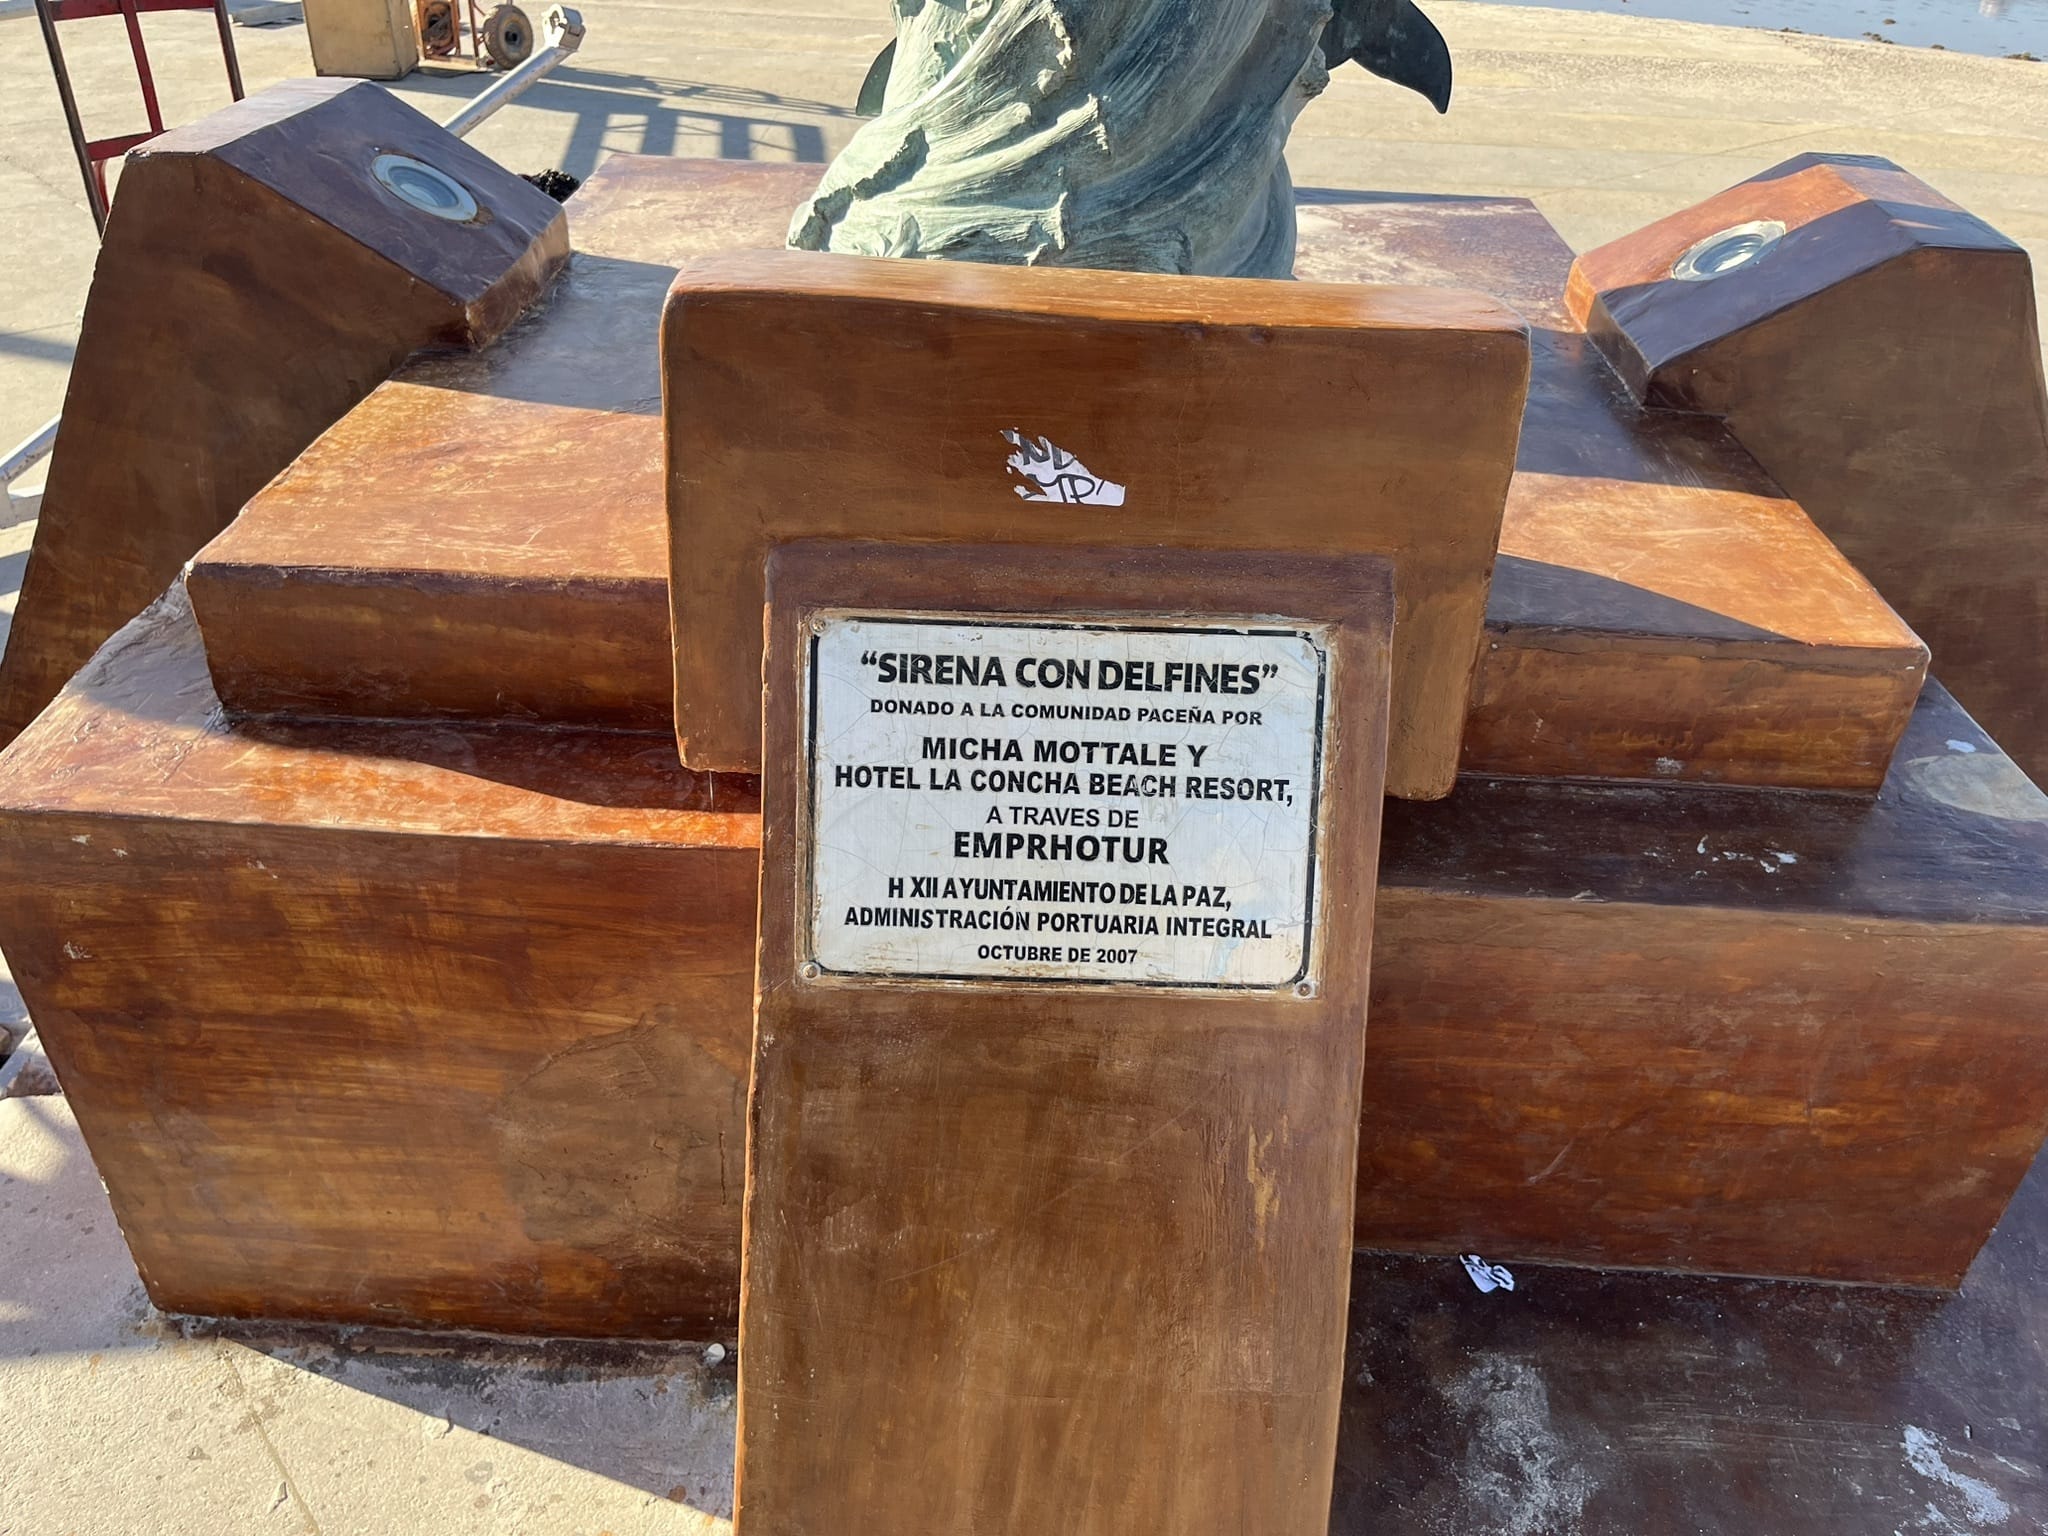 “SIRENA CON DELFINES”
DONADO A LA COMUNIDAD PACEÑA POR
MICHA MOTTALE Y
HOTEL LA CONCHA BEACH RESORT,
A TRAVES DE
EMPRHOTUR
H XII AYUNTAMIENTO DE LA PAZ,
ADMINISTRACIÓN PORTUARIA INTEGRAL
OCTUBRE DE 2007